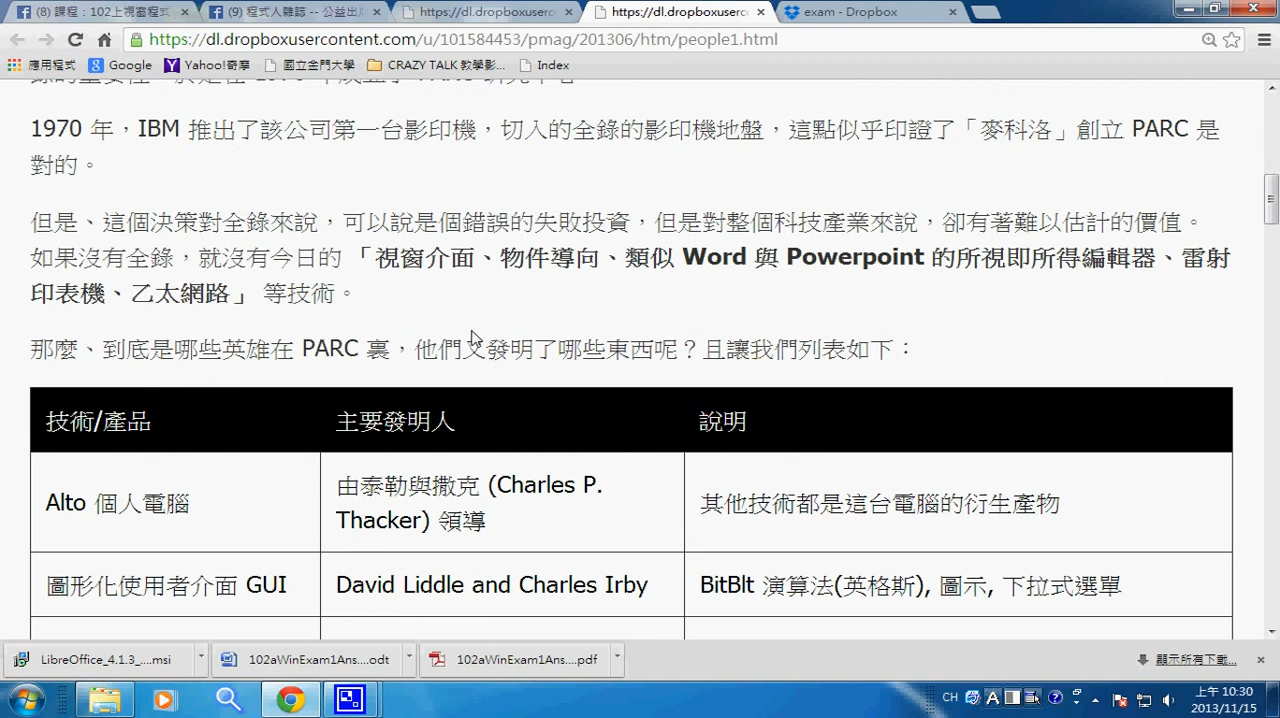 (8) 課程：102上視窗程式
(9) 程式人雜誌 -- 公益出版
https://dl.dropboxuserc
https://dl.dropboxuserc
exam - Dropbox
https://dl.dropboxusercontent.com/u/101584453/pmag/201306/htm/people1.html
應用程式
Google
Yahoo!奇摩
國立金門大學
CRAZY TALK 教學影...
Index
1970 年，IBM 推出了該公司第一台影印機，切入的全錄的影印機地盤，這點似乎印證了「麥科洛」創立 PARC 是
對的。
但是、這個決策對全錄來說，可以說是個錯誤的失敗投資，但是對整個科技產業來說，卻有著難以估計的價值。
如果沒有全錄，就沒有今日的 「視窗介面、物件導向、類似 Word 與 Powerpoint 的所視即所得編輯器、雷射
印表機、乙太網路」 等技術。
那麼、到底是哪些英雄在 PARC 裏，他們又發明了哪些東西呢？且讓我們列表如下：
技術/產品
主要發明人
說明
Alto 個人電腦
由泰勒與撒克 (Charles P.
Thacker) 領導
其他技術都是這台電腦的衍生產物
圖形化使用者介面 GUI
David Liddle and Charles Irby
BitBlt 演算法(英格斯), 圖示, 下拉式選單
LibreOffice_4.1.3_....msi
102aWinExam1Ans....odt
102aWinExam1Ans....pdf
顯示所有下載...
CH
上午 10:30
2013/11/15